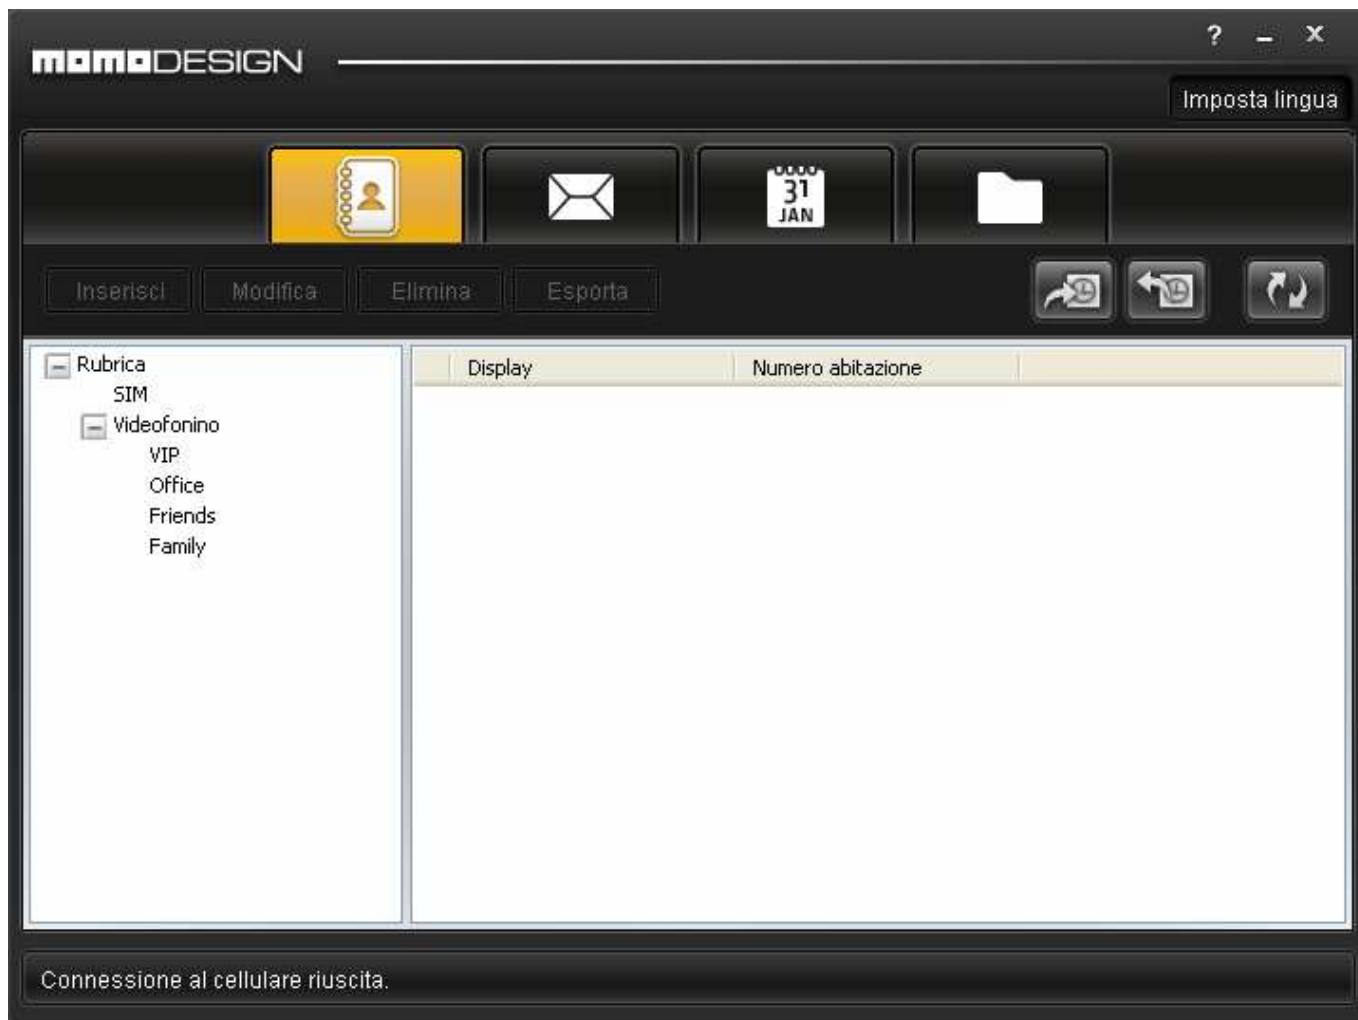 ? – X
momoDESIGN
Imposta lingua
31
JAN
Inserisci Modifica Elimina Esporta
Rubrica
SIM
Videofonino
VIP
Office
Friends
Family
Display Numero abitazione
Connessione al cellulare riuscita.